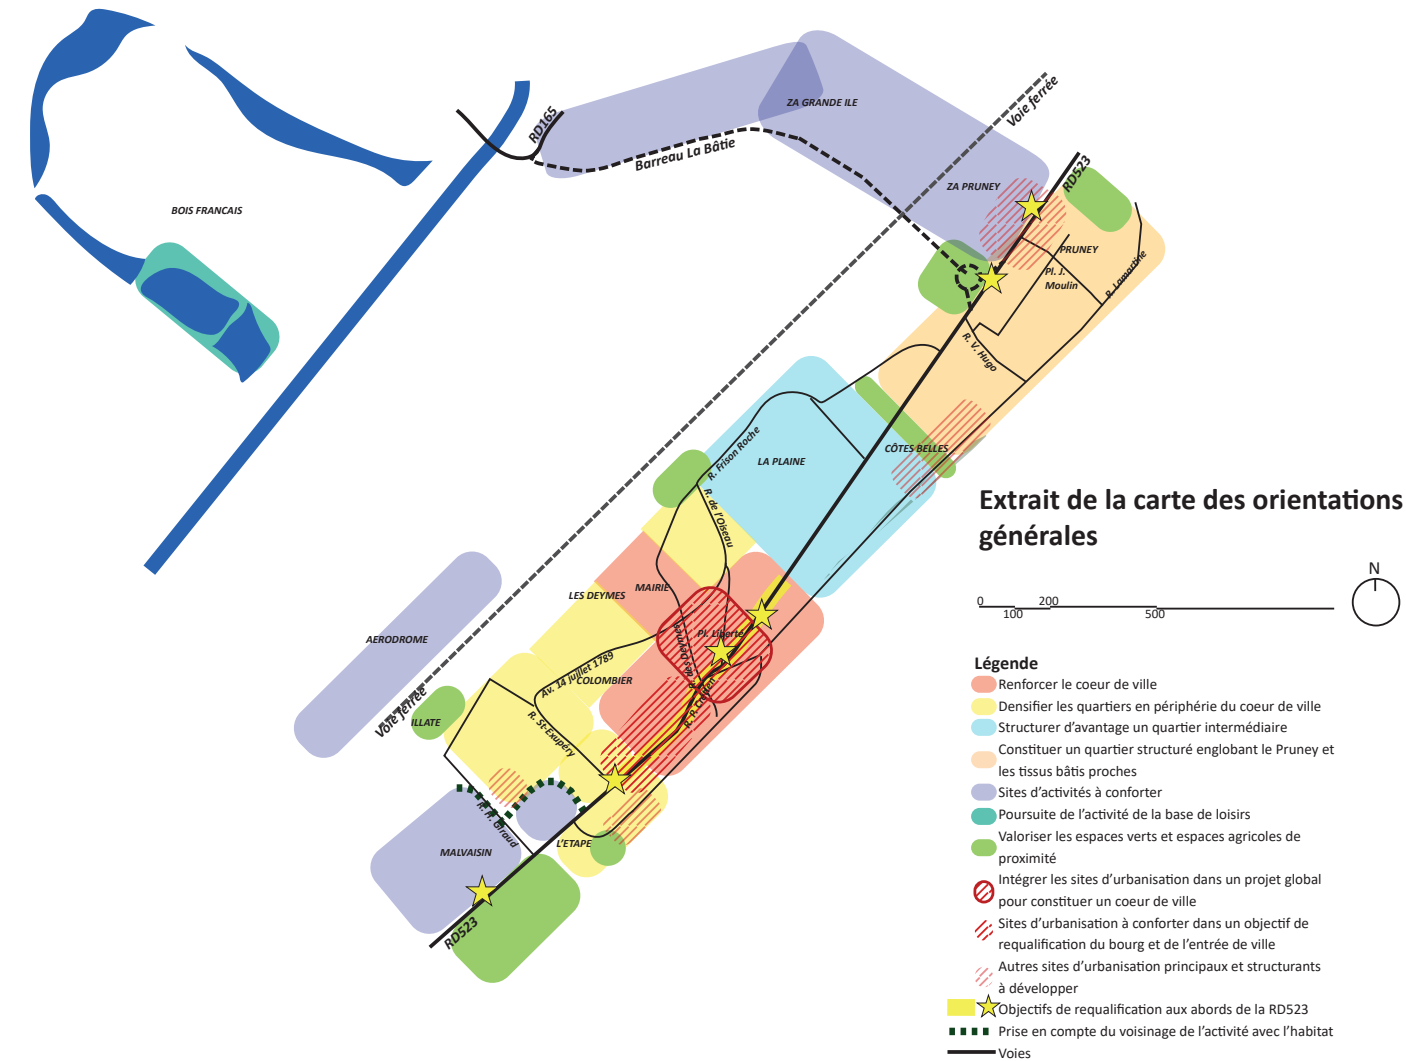 Voie ferrée
ZA GRANDE ILE
RD165
Barreau La Bâtie
RD523
ZA PRUNEY
BOIS FRANCAIS
PRUNEY
Pl. J.
Moulin
R. Lamartine
R. V. Hugo
R. Frison Roche
CÔTES BELLES
LA PLAINE
R. de l'Oiseau
Extrait de la carte des orientations
générales
N
0
200
100
500
MAIRIE
LES DEYMES
AERODROME
Pl. Liberté
R. des Deymes
Av. 14 juillet 1789
COLOMBIER
Voie ferrée
ILLATE
R. St-Exupéry
R. H. Giraud
L'ETAPE
MALVAISIN
RD523
Légende
Renforcer le coeur de ville
Densifier les quartiers en périphérie du coeur de ville
Structurer d'avantage un quartier intermédiaire
Constituer un quartier structuré englobant le Pruney et
les tissus bâtis proches
Sites d'activités à conforter
Poursuite de l'activité de la base de loisirs
Valoriser les espaces verts et espaces agricoles de
proximité
Intégrer les sites d'urbanisation dans un projet global
pour constituer un coeur de ville
Sites d'urbanisation à conforter dans un objectif de
requalification du bourg et de l'entrée de ville
Autres sites d'urbanisation principaux et structurants
à développer
Objectifs de requalification aux abords de la RD523
Prise en compte du voisinage de l'activité avec l'habitat
Voies